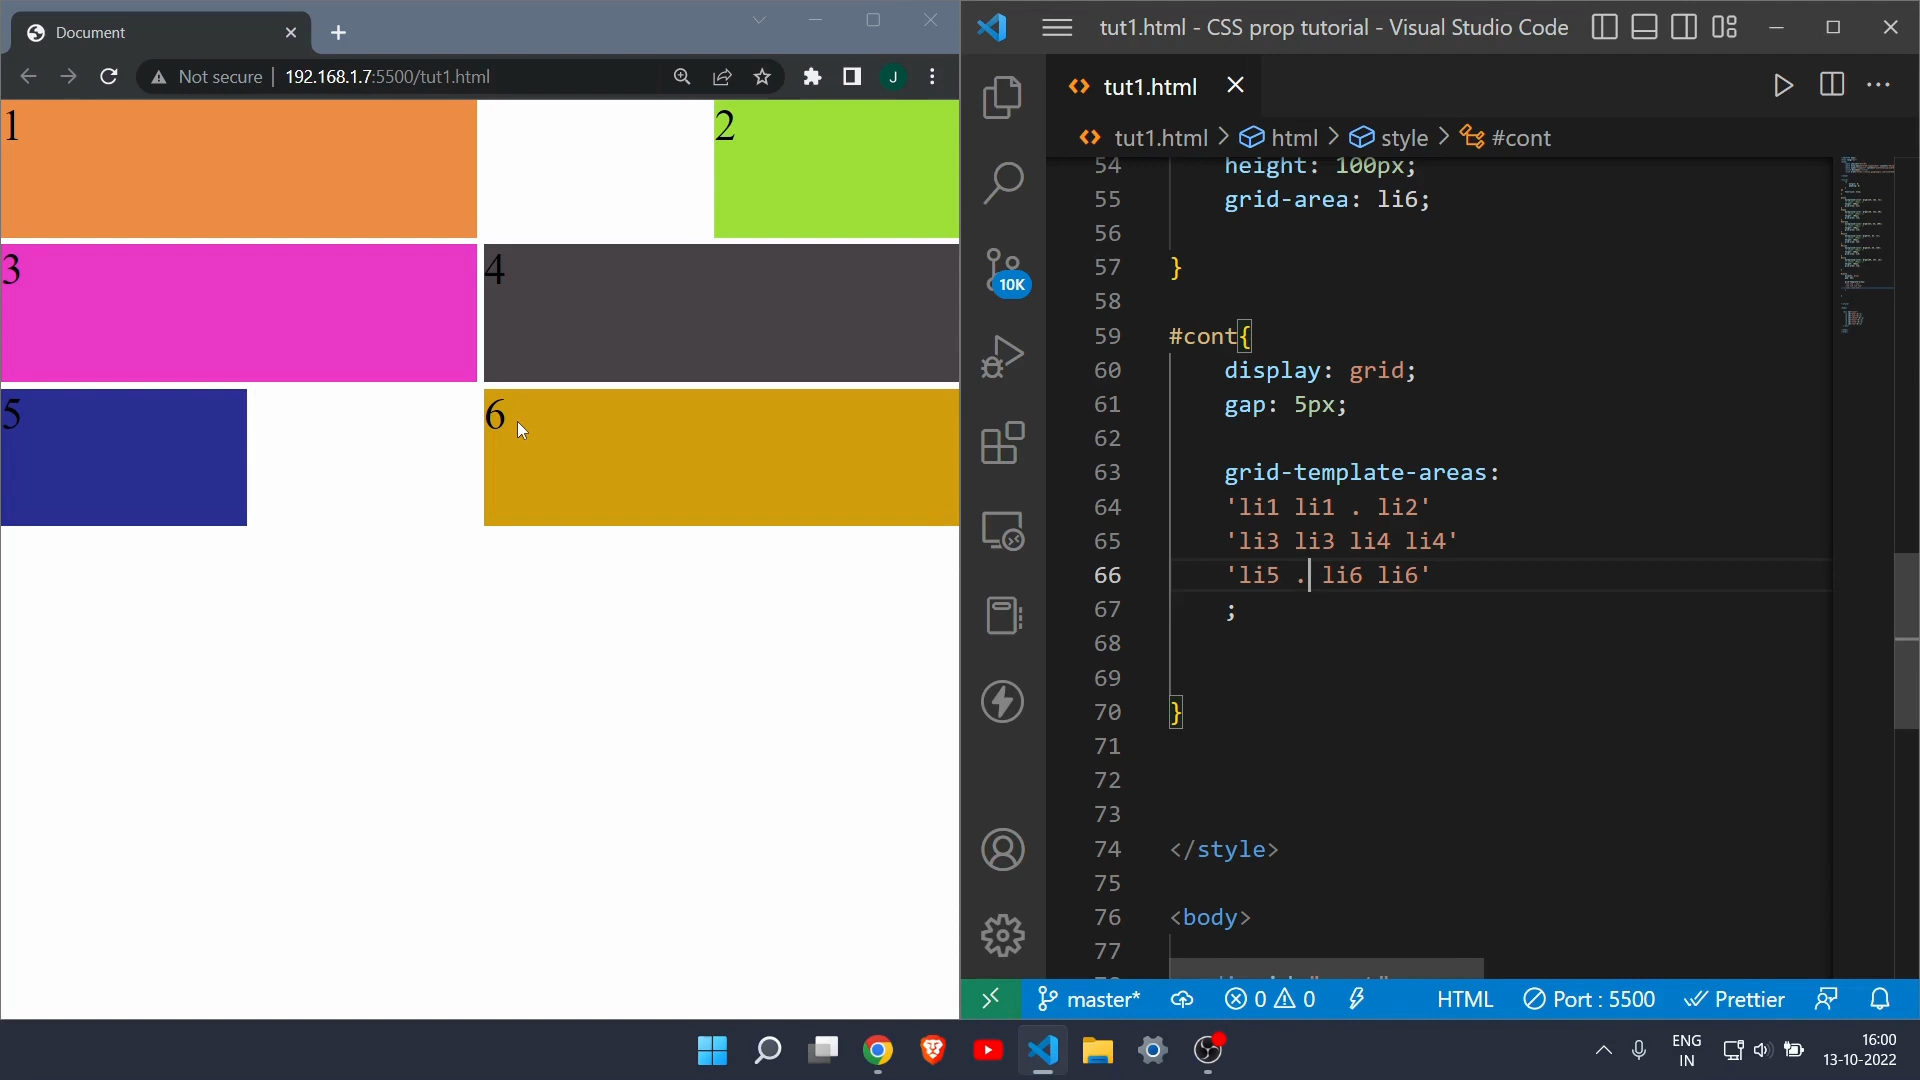 Document
Not secure | 192.168.1.7:5500/tut1.html
J
1
2
3
4
5
6
tut1.html - CSS prop tutorial - Visual Studio Code
tut1.html
tut1.html > html > style > #cont
10K
54 height: 100px;
55 grid-area: li6;
56
57 }
58
59 #cont{
60 display: grid;
61 gap: 5px;
62
63 grid-template-areas:
64 'li1 li1 . li2'
65 'li3 li3 li4 li4'
66 'li5 . li6 li6'
67 ;
68
69
70 }
71
72
73
74 </style>
75
76 <body>
77
master* 0 0 HTML Port : 5500 Prettier
ENG
IN
16:00
13-10-2022